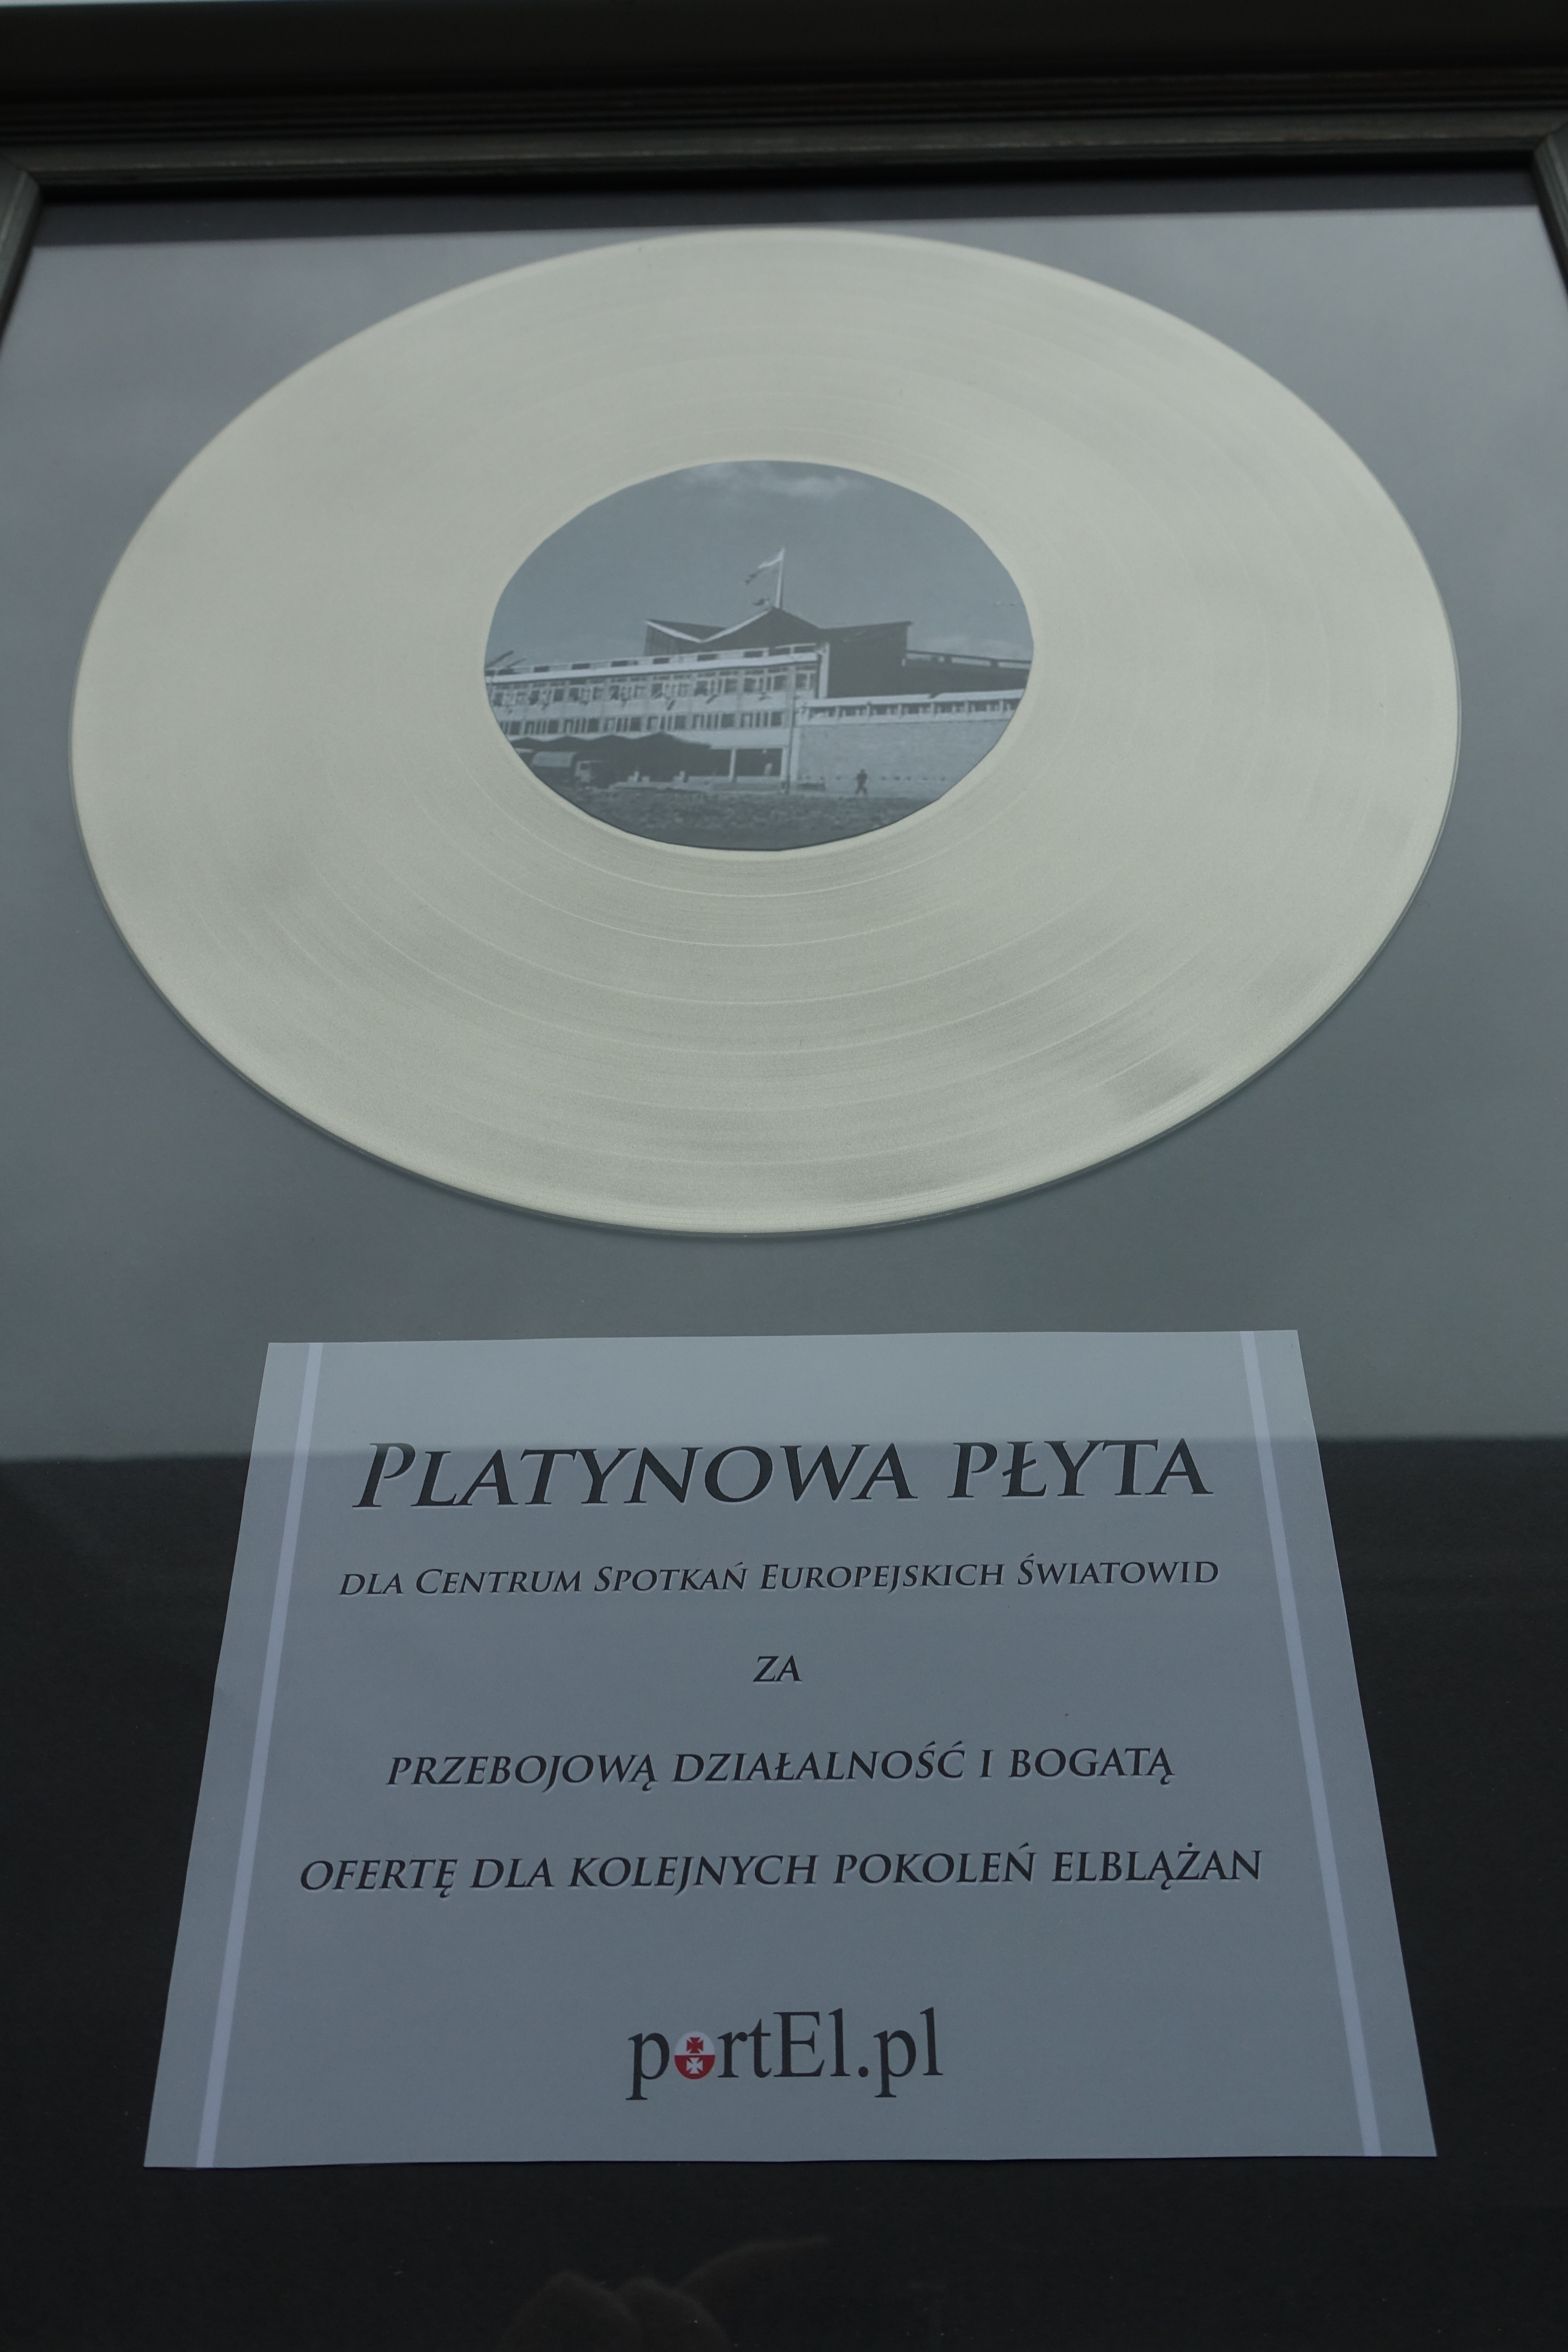 Platynowa płyta
dla Centrum Spotkań Europejskich Światowid
za
przebojową działalność i bogatą
ofertę dla kolejnych pokoleń elblążan
portEl.pl